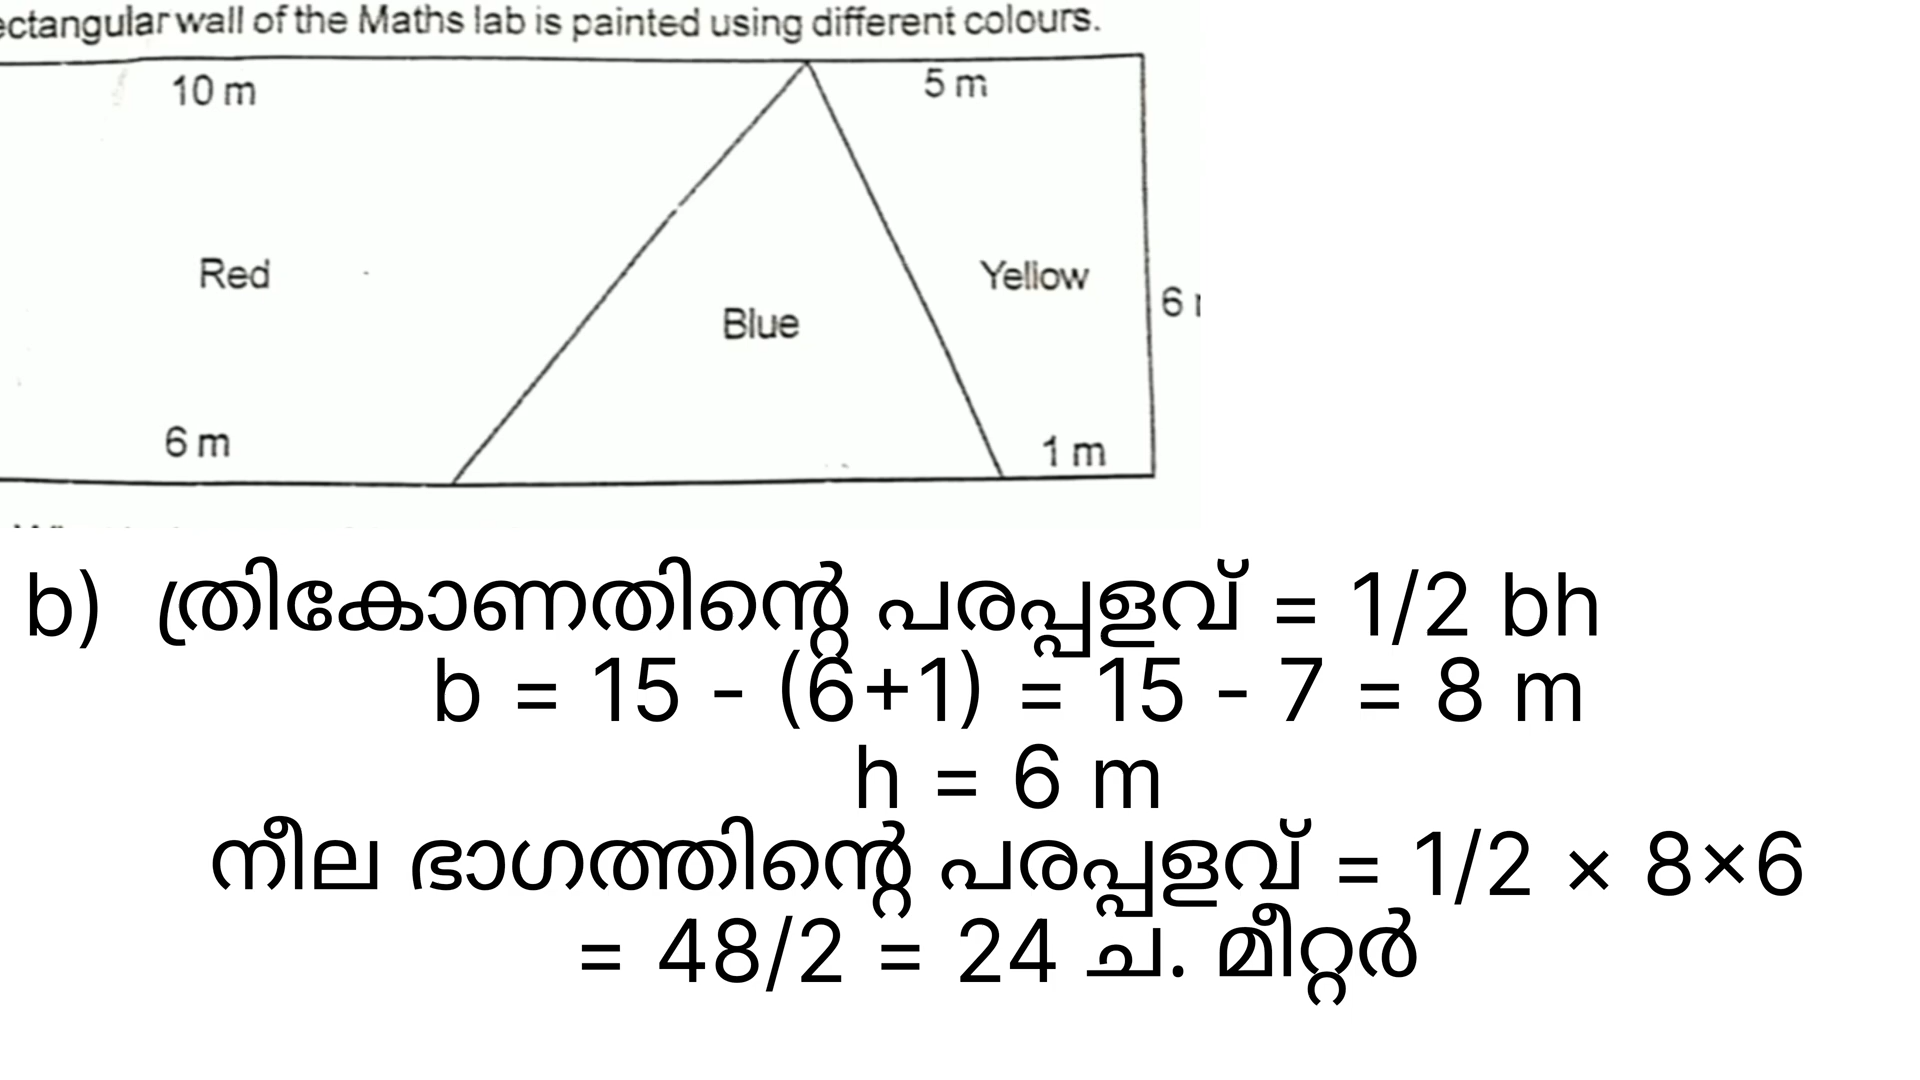 ectangular wall of the Maths lab is painted using different colours.
10 m
5 m
Red
Yellow
6
Blue
6 m
1 m
b) ത്രികോണതിന്റെ പരപ്പളവ് = 1/2 bh
b = 15 - (6+1) = 15 - 7 = 8 m
h = 6 m
നീല ഭാഗത്തിന്റെ പരപ്പളവ് = 1/2 × 8×6
= 48/2 = 24 ച. മീറ്റർ